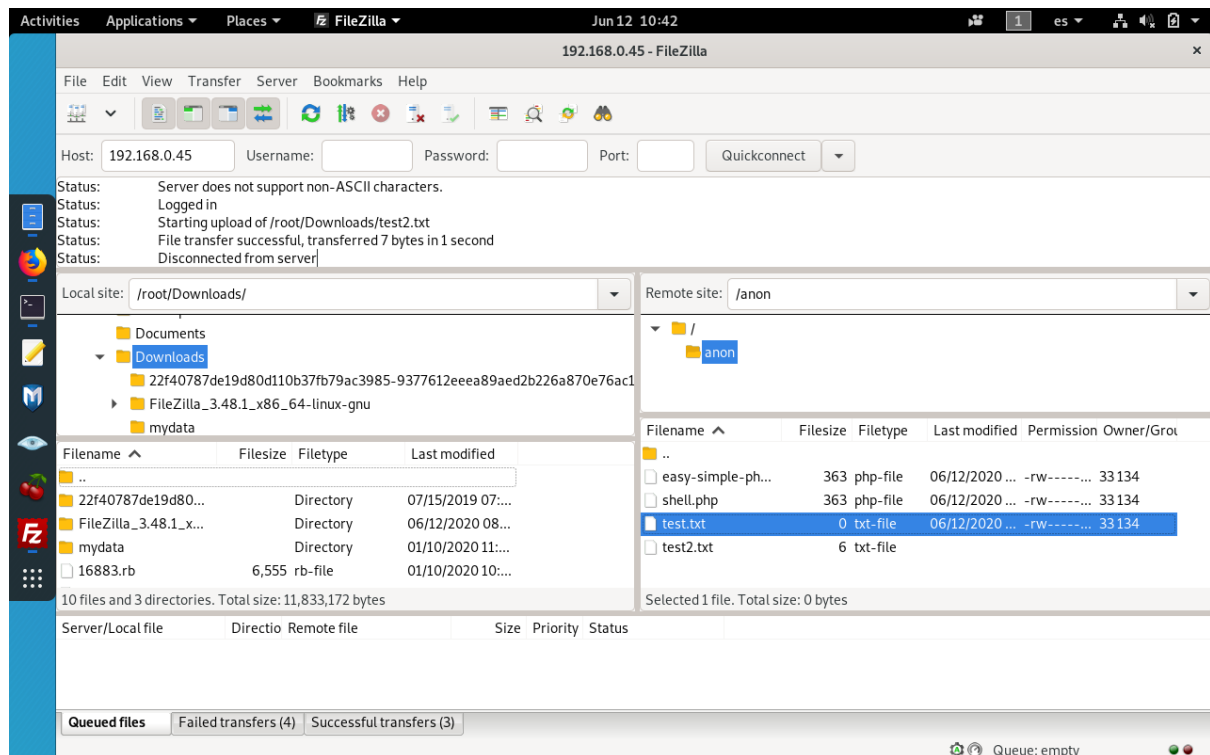 Activities Applications Places FileZilla Jun 12 10:42 1 es
192.168.0.45 - FileZilla
File Edit View Transfer Server Bookmarks Help
Host: 192.168.0.45 Username: Password: Port: Quickconnect
Status: Server does not support non-ASCII characters.
Status: Logged in
Status: Starting upload of /root/Downloads/test2.txt
Status: File transfer successful, transferred 7 bytes in 1 second
Status: Disconnected from server
Local site: /root/Downloads/
Documents
Downloads
22f40787de19d80d110b37fb79ac3985-9377612eeea89aed2b226a870e76ac1
FileZilla_3.48.1_x86_64-linux-gnu
mydata
Filename Filesize Filetype Last modified
..
22f40787de19d80... Directory 07/15/2019 07:...
FileZilla_3.48.1_x... Directory 06/12/2020 08...
mydata Directory 01/10/2020 11:...
16883.rb 6,555 rb-file 01/10/2020 10:...
10 files and 3 directories. Total size: 11,833,172 bytes
Remote site: /anon
/
anon
Filename Filesize Filetype Last modified Permission Owner/Grou
..
easy-simple-ph... 363 php-file 06/12/2020 ... -rw-----... 33 134
shell.php 363 php-file 06/12/2020 ... -rw-----... 33 134
test.txt 0 txt-file 06/12/2020 ... -rw-----... 33 134
test2.txt 6 txt-file
Selected 1 file. Total size: 0 bytes
Server/Local file Directio Remote file Size Priority Status
Queued files Failed transfers (4) Successful transfers (3)
Queue: empty